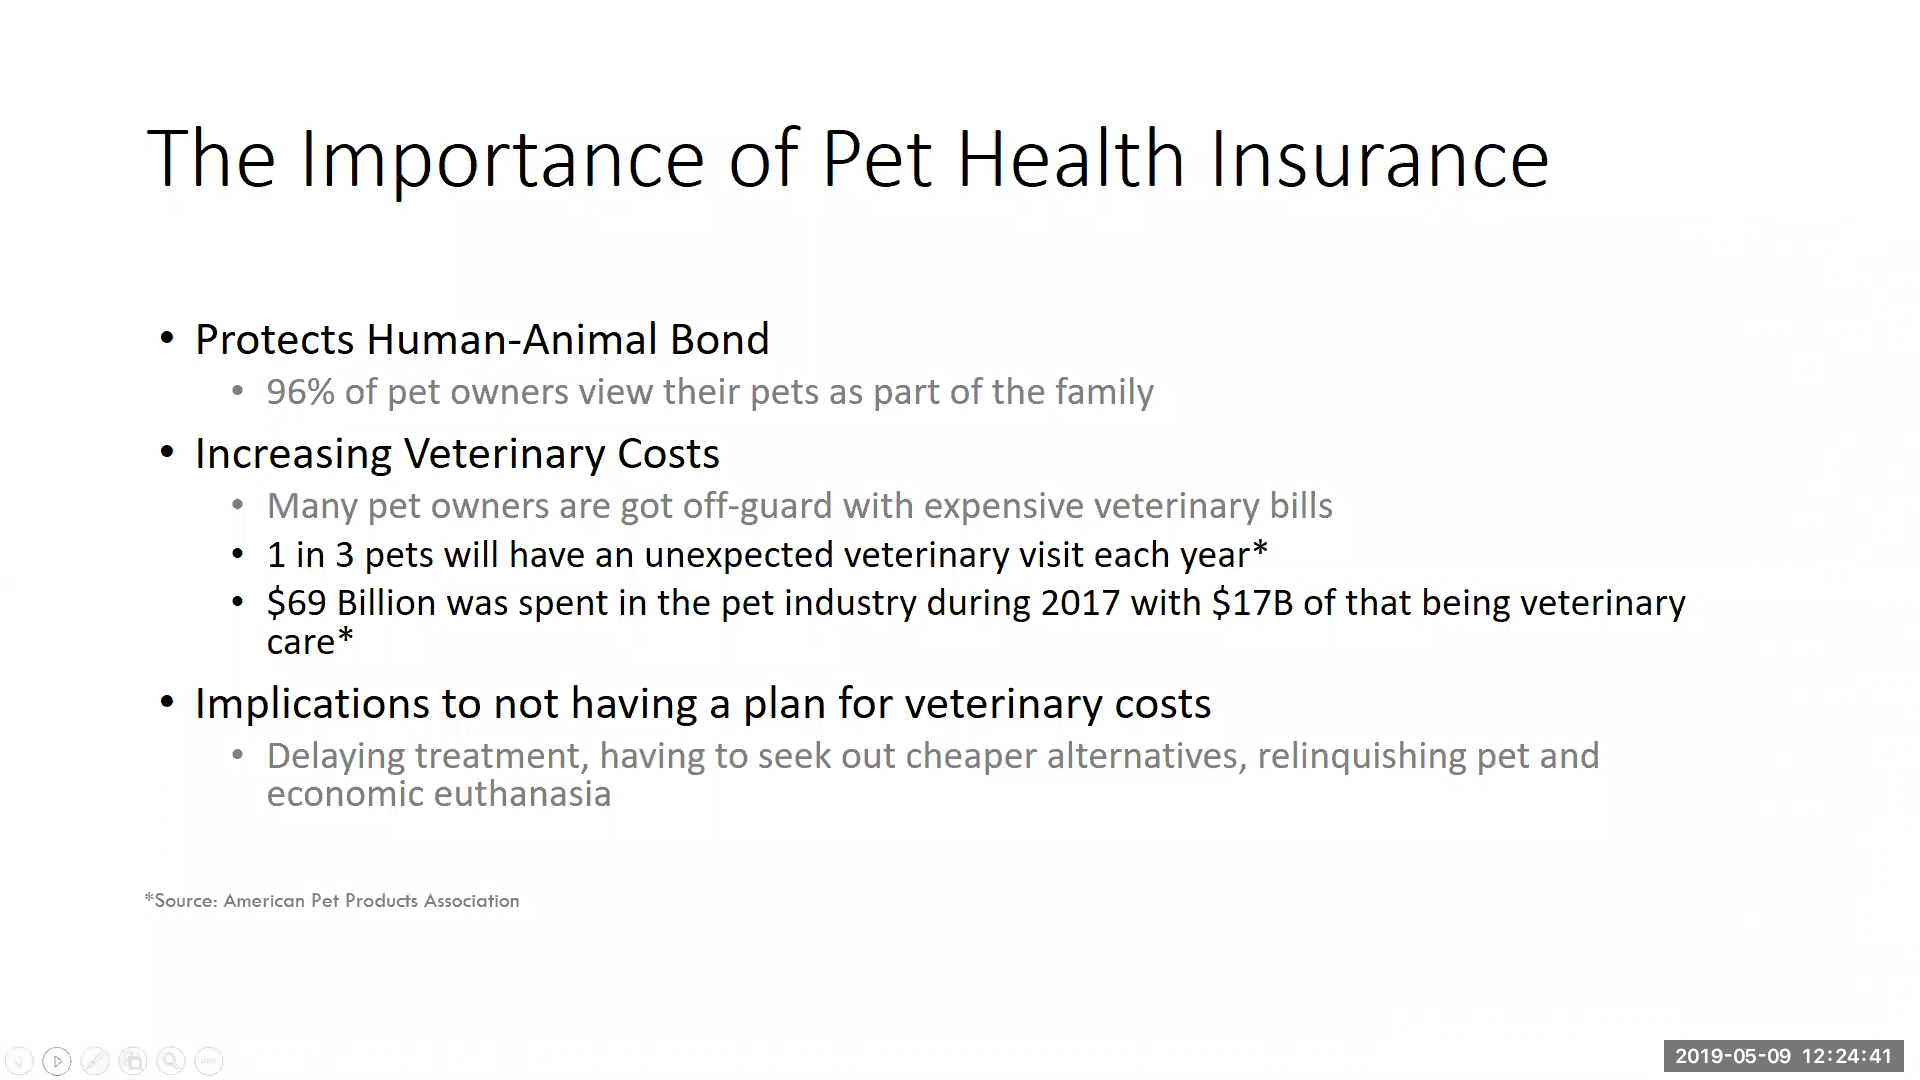 The Importance of Pet Health Insurance
• Protects Human-Animal Bond
• 96% of pet owners view their pets as part of the family
• Increasing Veterinary Costs
• Many pet owners are got off-guard with expensive veterinary bills
• 1 in 3 pets will have an unexpected veterinary visit each year*
• $69 Billion was spent in the pet industry during 2017 with $17B of that being veterinary
care*
• Implications to not having a plan for veterinary costs
• Delaying treatment, having to seek out cheaper alternatives, relinquishing pet and
economic euthanasia
*Source: American Pet Products Association
2019-05-09 12:24:41